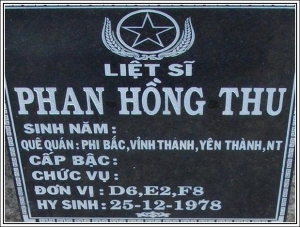 LIỆT SĨ
PHAN HỒNG THU
SINH NĂM :
QUÊ QUÁN : PHI BẮC, VĨNH THÀNH, YÊN THÀNH, NT
CẤP BẬC :
CHỨC VỤ :
ĐƠN VỊ : D6,E2,F8
HY SINH : 25-12-1978